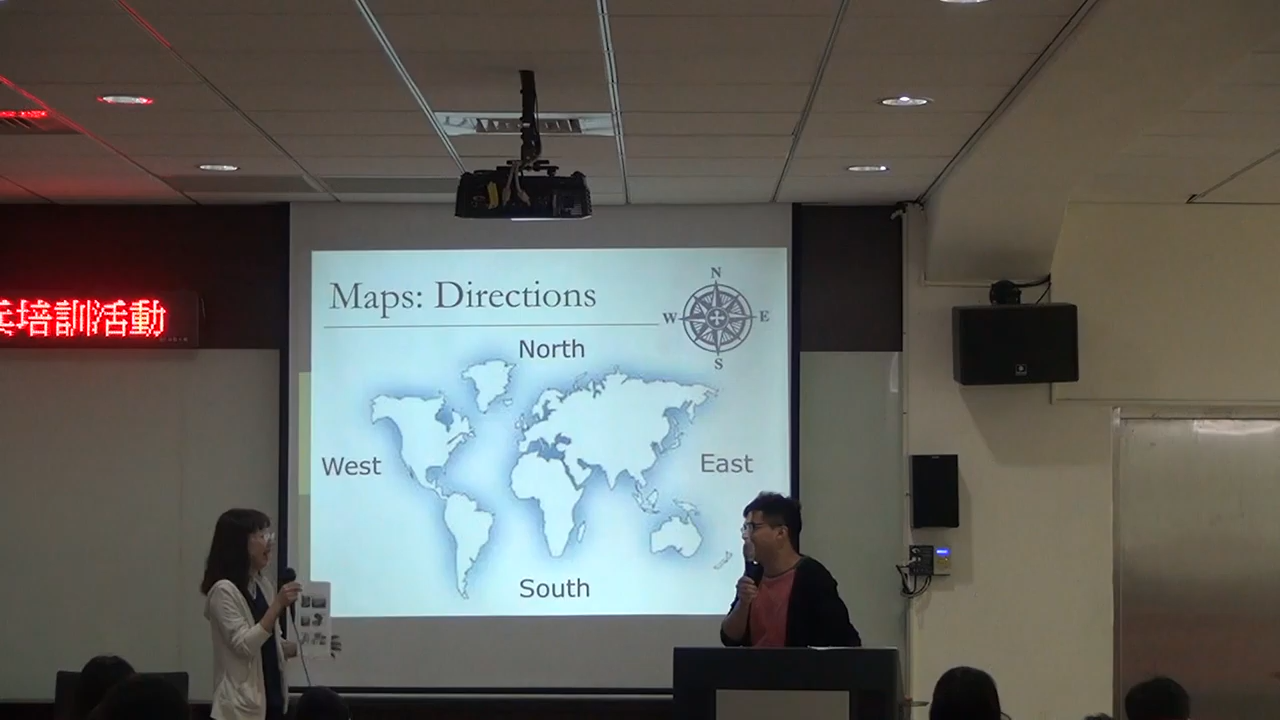 培訓活動
Maps: Directions
N
W
E
S
North
West
East
South